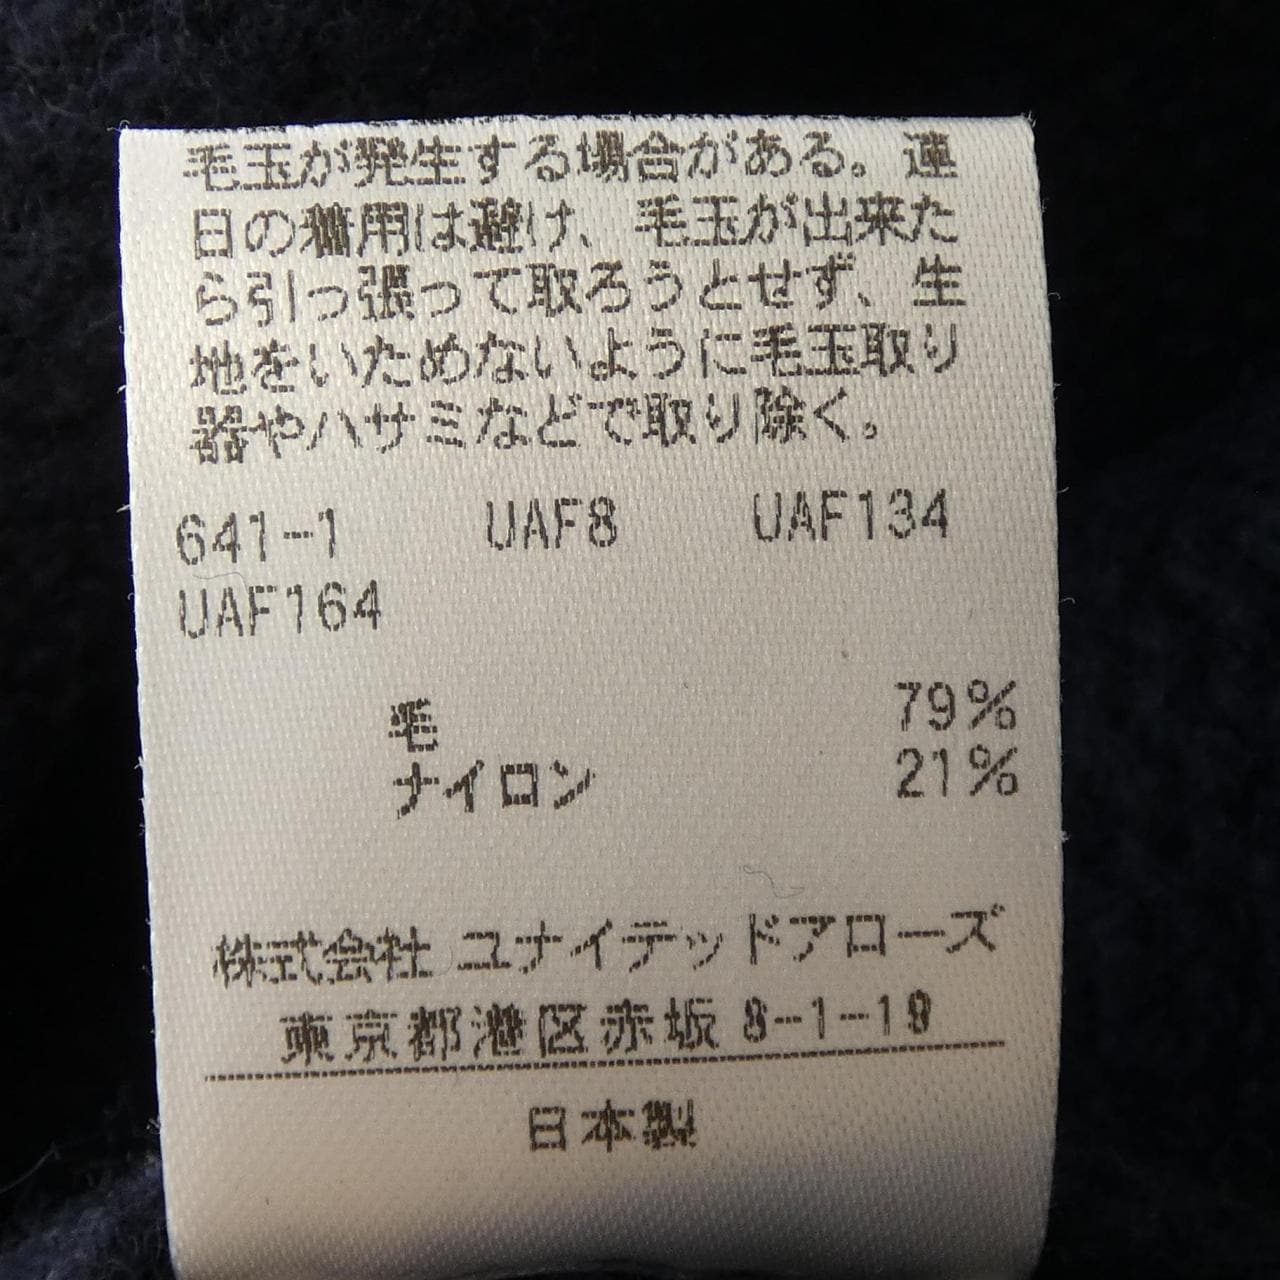 毛玉が発生する場合がある。連
日の着用は避け、毛玉が出来た
ら引っ張って取ろうとせず、生
地をいためないように毛玉取り
器やハサミなどで取り除く。
641-1 UAF8 UAF134
UAF164
毛 79%
ナイロン 21%
株式会社 ユナイテッドアローズ
東京都港区赤坂 8-1-19
日本製